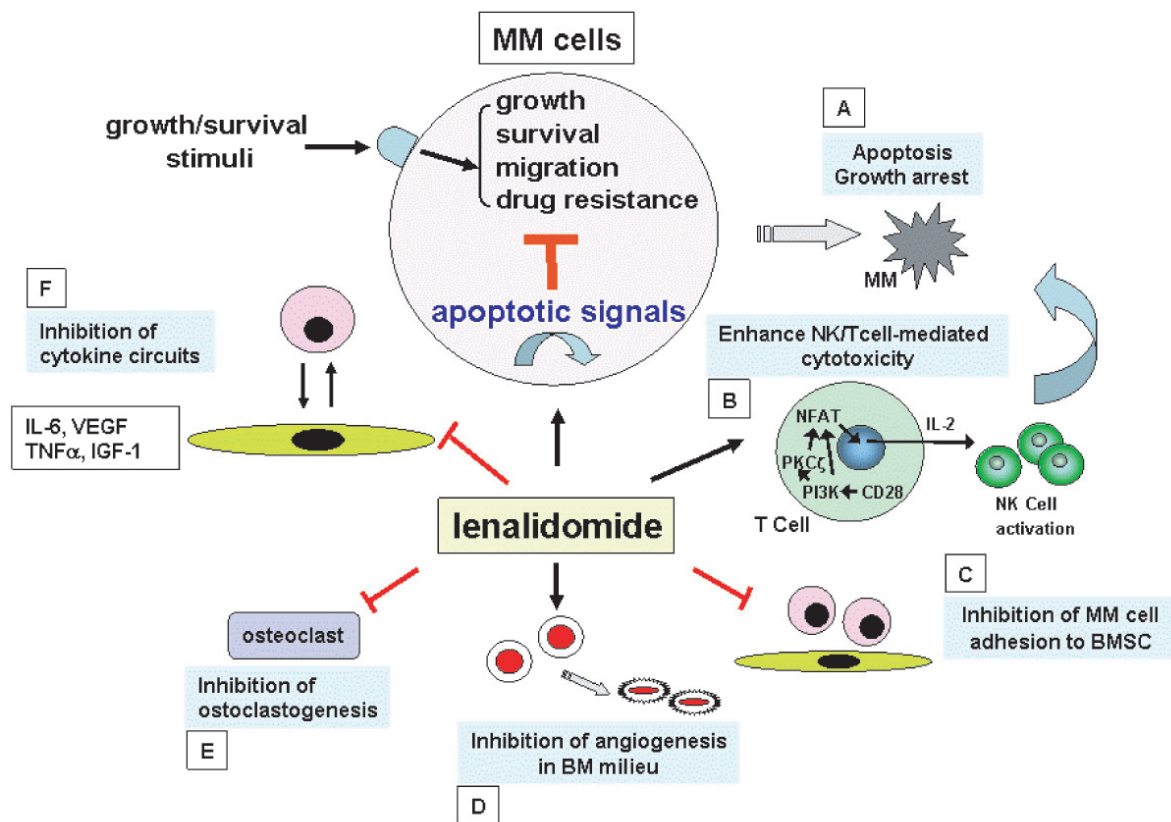 MM cells
growth/survival
stimuli
growth
survival
migration
drug resistance
apoptotic signals
A
Apoptosis
Growth arrest
MM
F
Inhibition of
cytokine circuits
IL-6, VEGF
TNFα, IGF-1
Enhance NK/Tcell-mediated
cytotoxicity
B
NFAT
PKCζ
PI3K
CD28
T Cell
IL-2
NK Cell
activation
lenalidomide
C
Inhibition of MM cell
adhesion to BMSC
osteoclast
Inhibition of
ostoclastogenesis
E
Inhibition of angiogenesis
in BM milieu
D